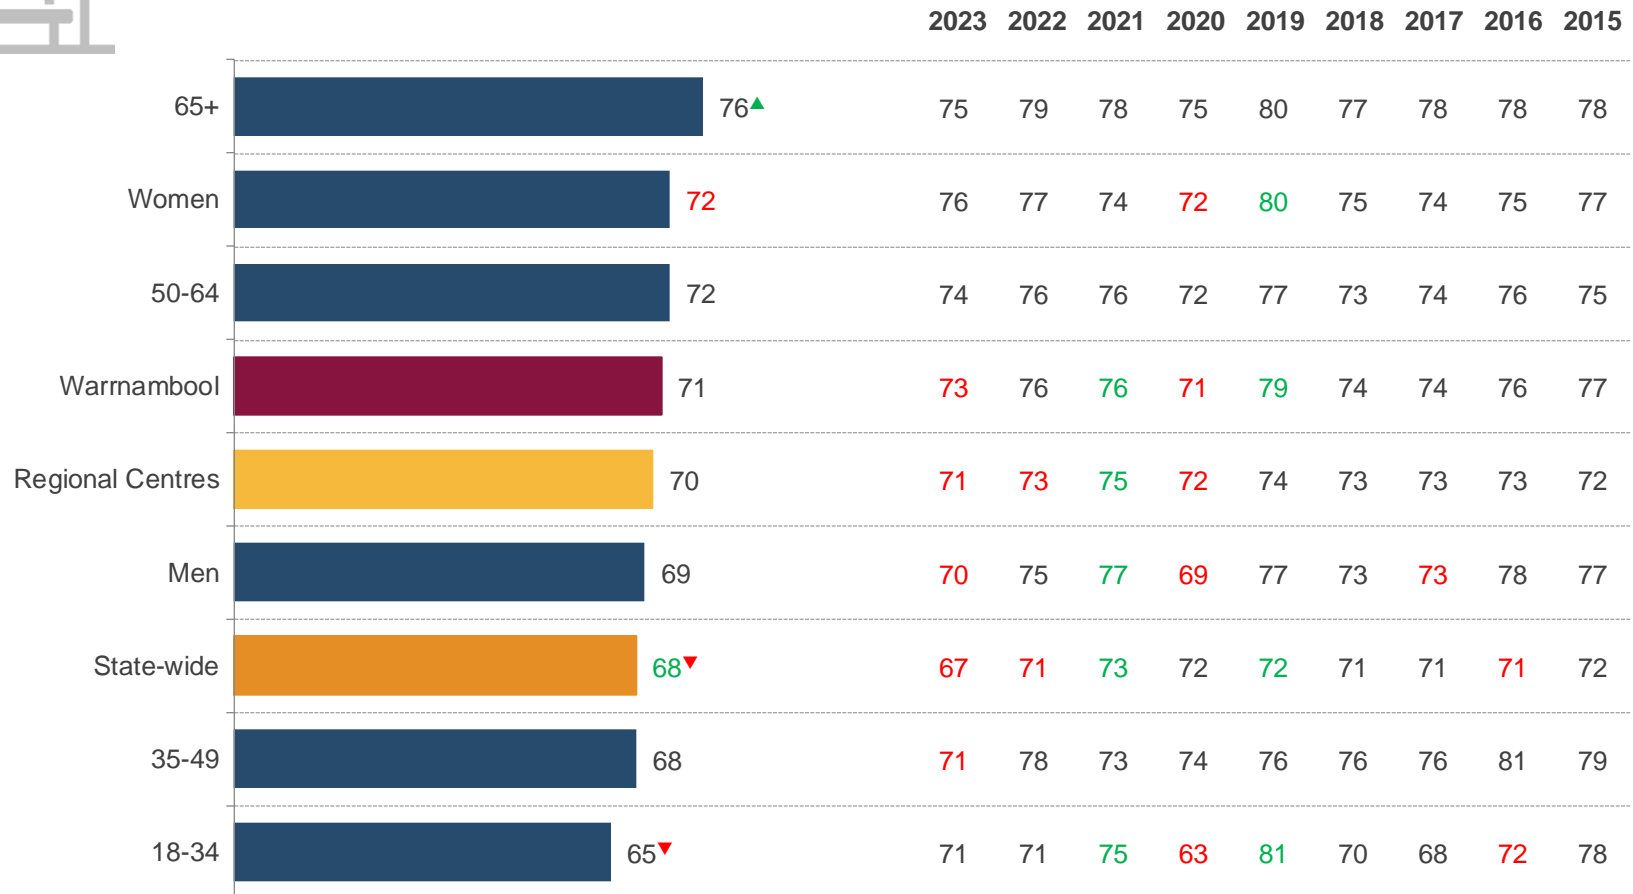 2023 2022 2021 2020 2019 2018 2017 2016 2015
65+ 76▲ 75 79 78 75 80 77 78 78 78
Women 72 76 77 74 72 80 75 74 75 77
50-64 72 74 76 76 72 77 73 74 76 75
Warrnambool 71 73 76 76 71 79 74 74 76 77
Regional Centres 70 71 73 75 72 74 73 73 73 72
Men 69 70 75 77 69 77 73 73 78 77
State-wide 68▼ 67 71 73 72 72 71 71 71 72
35-49 68 71 78 73 74 76 76 76 81 79
18-34 65▼ 71 71 75 63 81 70 68 72 78